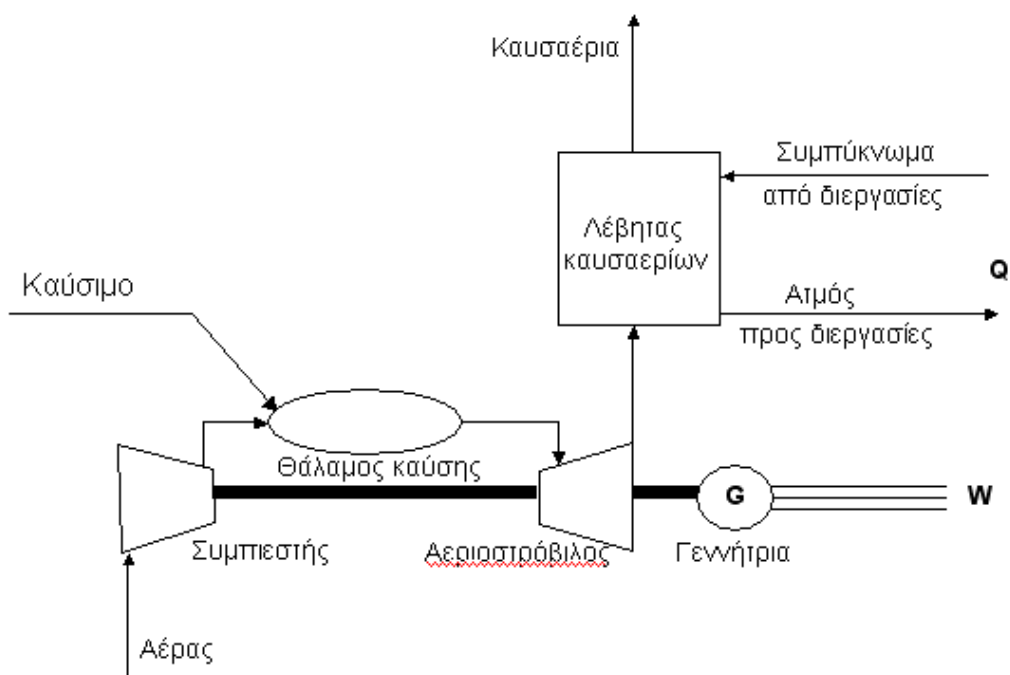 Καυσαέρια
Συμπύκνωμα
από διεργασίες
Λέβητας
καυσαερίων
Q
Καύσιμο
Ατμός
προς διεργασίες
Θάλαμος καύσης
G
W
Συμπιεστής
Αεριοστρόβιλος
Γεννήτρια
Αέρας